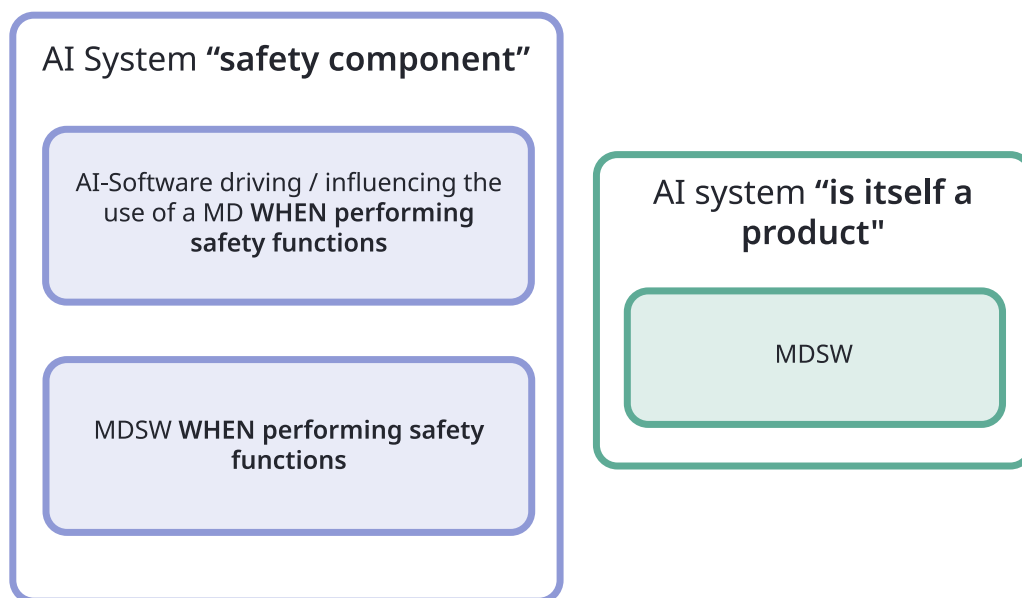 AI System “safety component”
AI-Software driving / influencing the
use of a MD WHEN performing
safety functions
MDSW WHEN performing safety
functions
AI system “is itself a
product"
MDSW